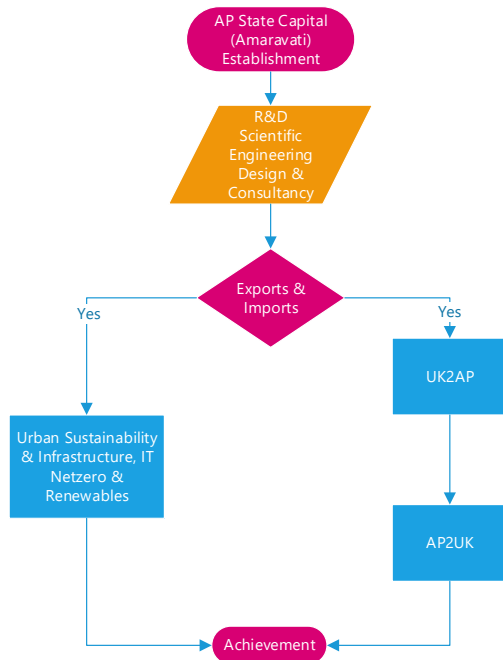 AP State Capital
(Amaravati)
Establishment
R&D
Scientific
Engineering
Design &
Consultancy
Exports &
Imports
Yes
Yes
UK2AP
Urban Sustainability
& Infrastructure, IT
Netzero &
Renewables
AP2UK
Achievement